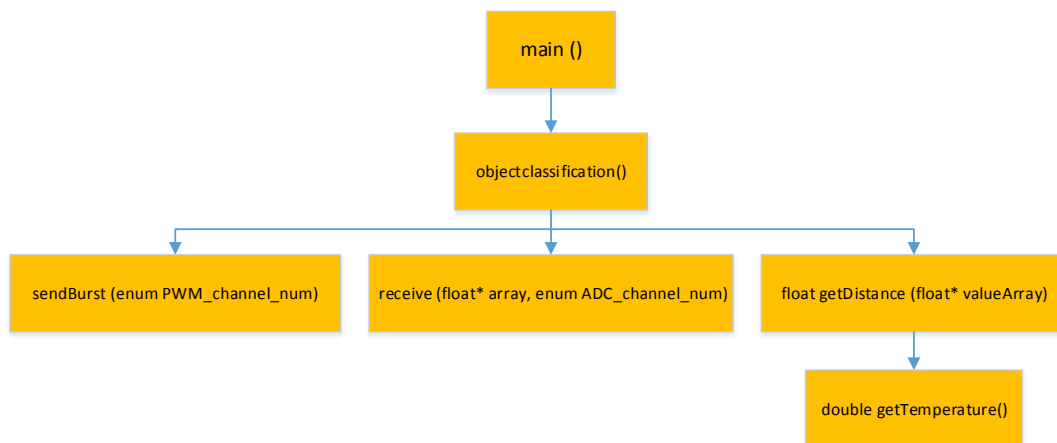 main ()
objectclassification()
sendBurst (enum PWM_channel_num)
receive (float* array, enum ADC_channel_num)
float getDistance (float* valueArray)
double getTemperature()